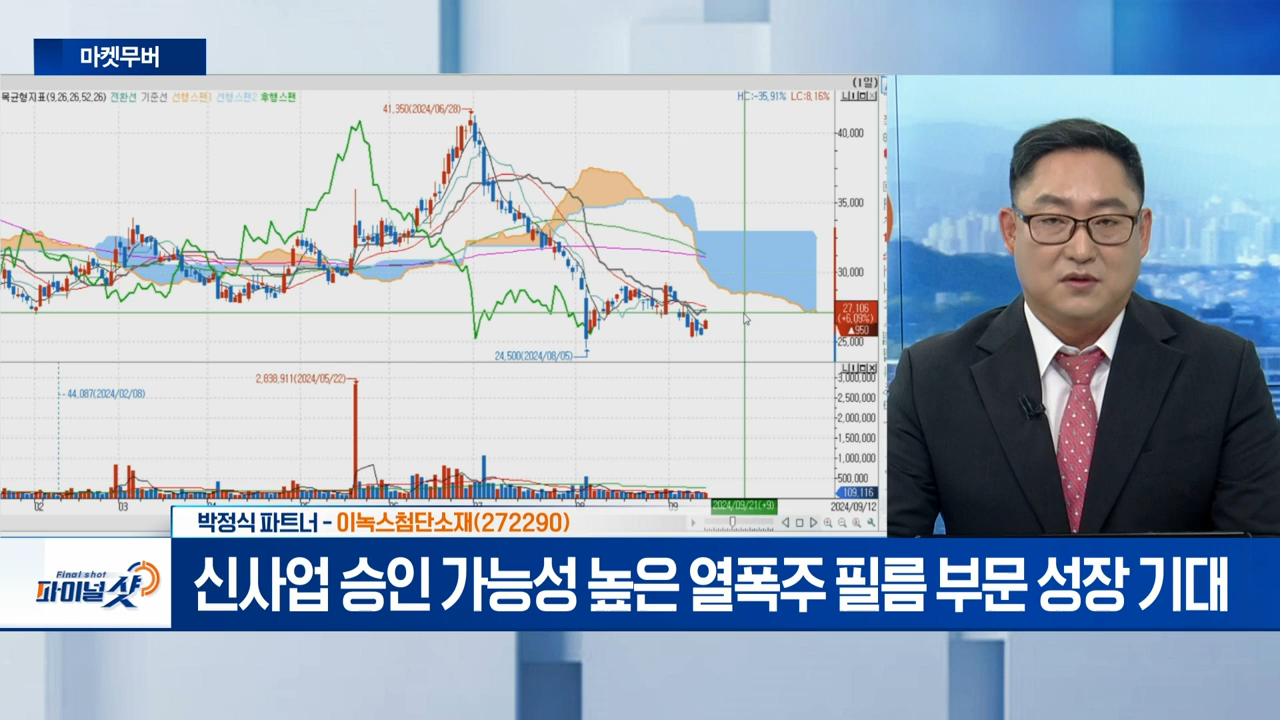 마켓무버
목균형지표(9,26,26,52,26) 전환선 기준선 선행스팬1 선행스팬2 후행스팬
(1일)
HC:-35,91% LC:8,16%
41,350(2024/06/28)
40,000
35,000
30,000
27,106
(+6,09%)
▲950
25,000
24,500(2024/08/05)
2,838,911(2024/05/22)
44,087(2024/02/08)
3,000,000
2,500,000
2,000,000
1,500,000
1,000,000
500,000
109,116
02 03 04 05 06 07 08 09
2024/09/21(+9)
2024/09/12
박정식 파트너 - 이녹스첨단소재(272290)
Final shot
파이널샷
신사업 승인 가능성 높은 열폭주 필름 부문 성장 기대